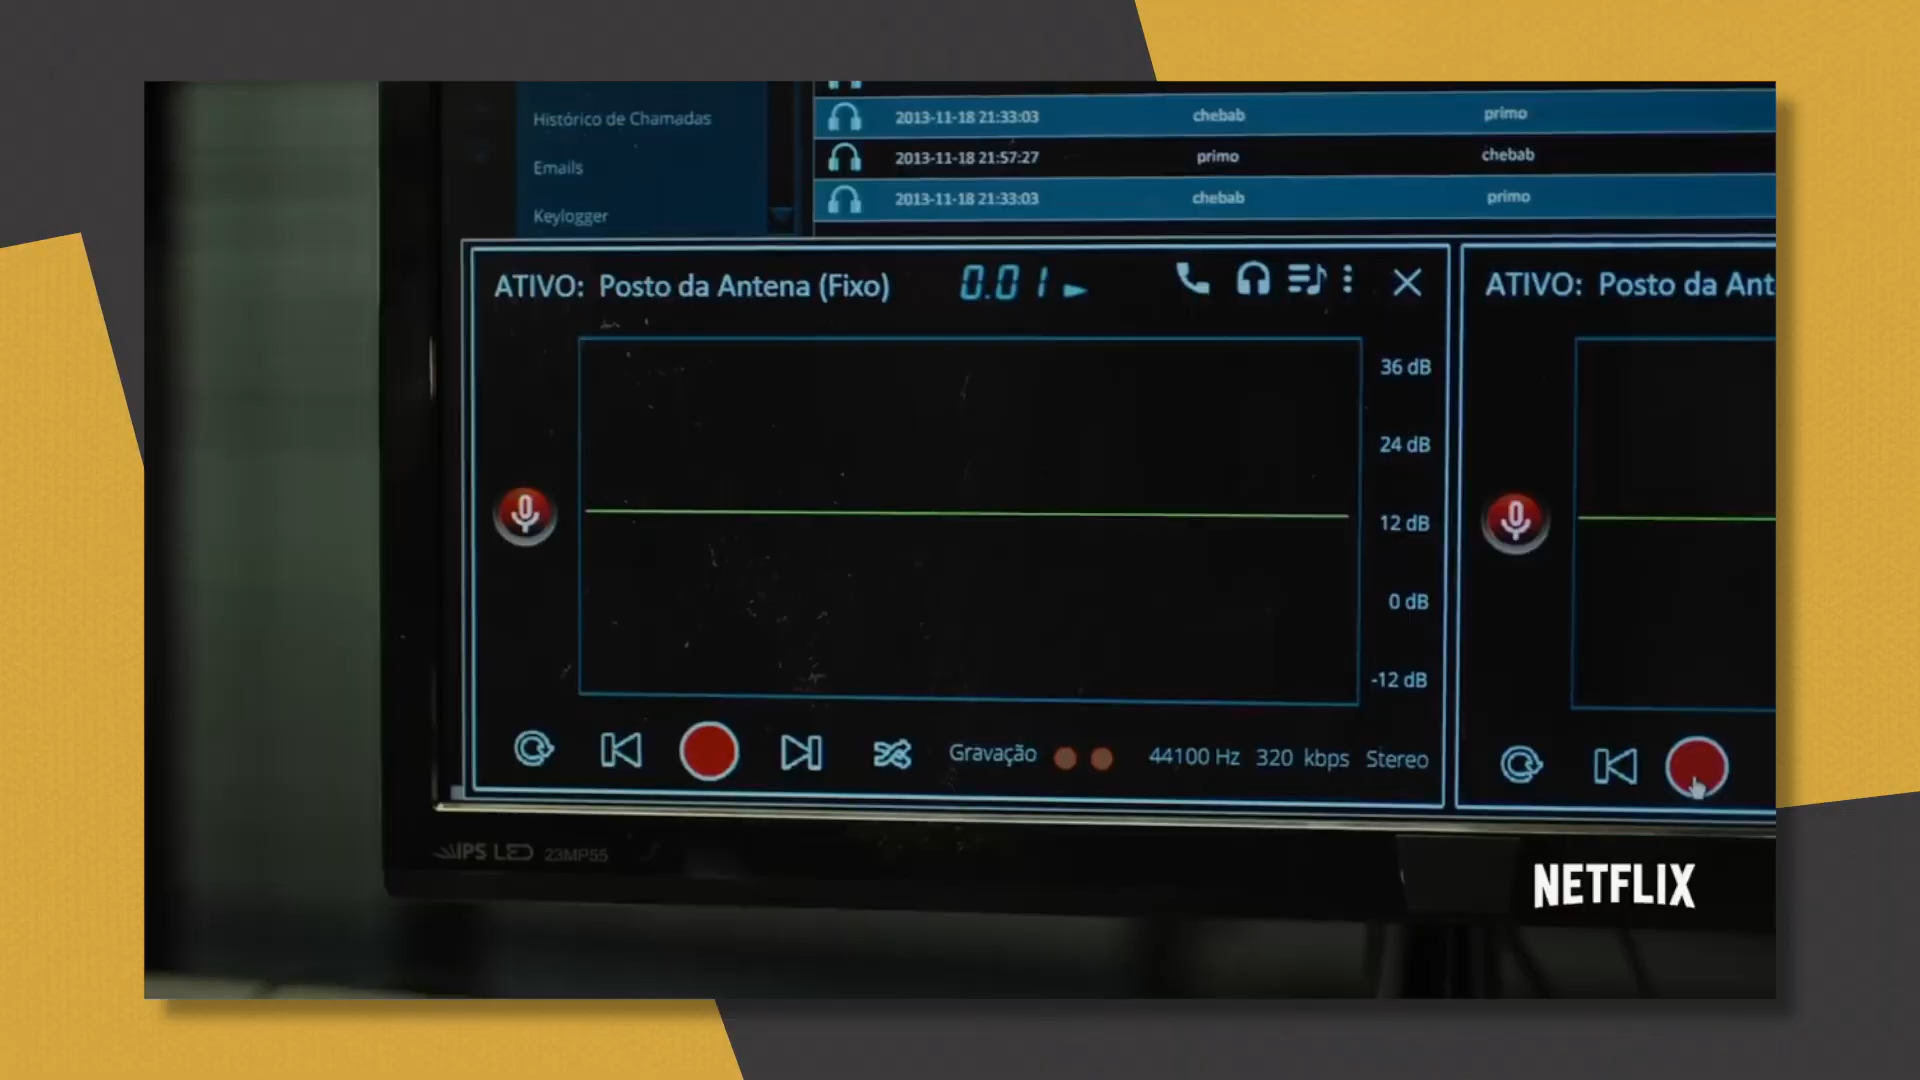 Histórico de Chamadas
Emails
Keylogger
2013-11-18 21:33:03 chebab primo
2013-11-18 21:57:27 primo chebab
2013-11-18 21:33:03 chebab primo
ATIVO: Posto da Antena (Fixo) 0.01
36 dB
24 dB
12 dB
0 dB
-12 dB
Gravação 44100 Hz 320 kbps Stereo
ATIVO: Posto da Ant
IPS LED 23MP55
NETFLIX